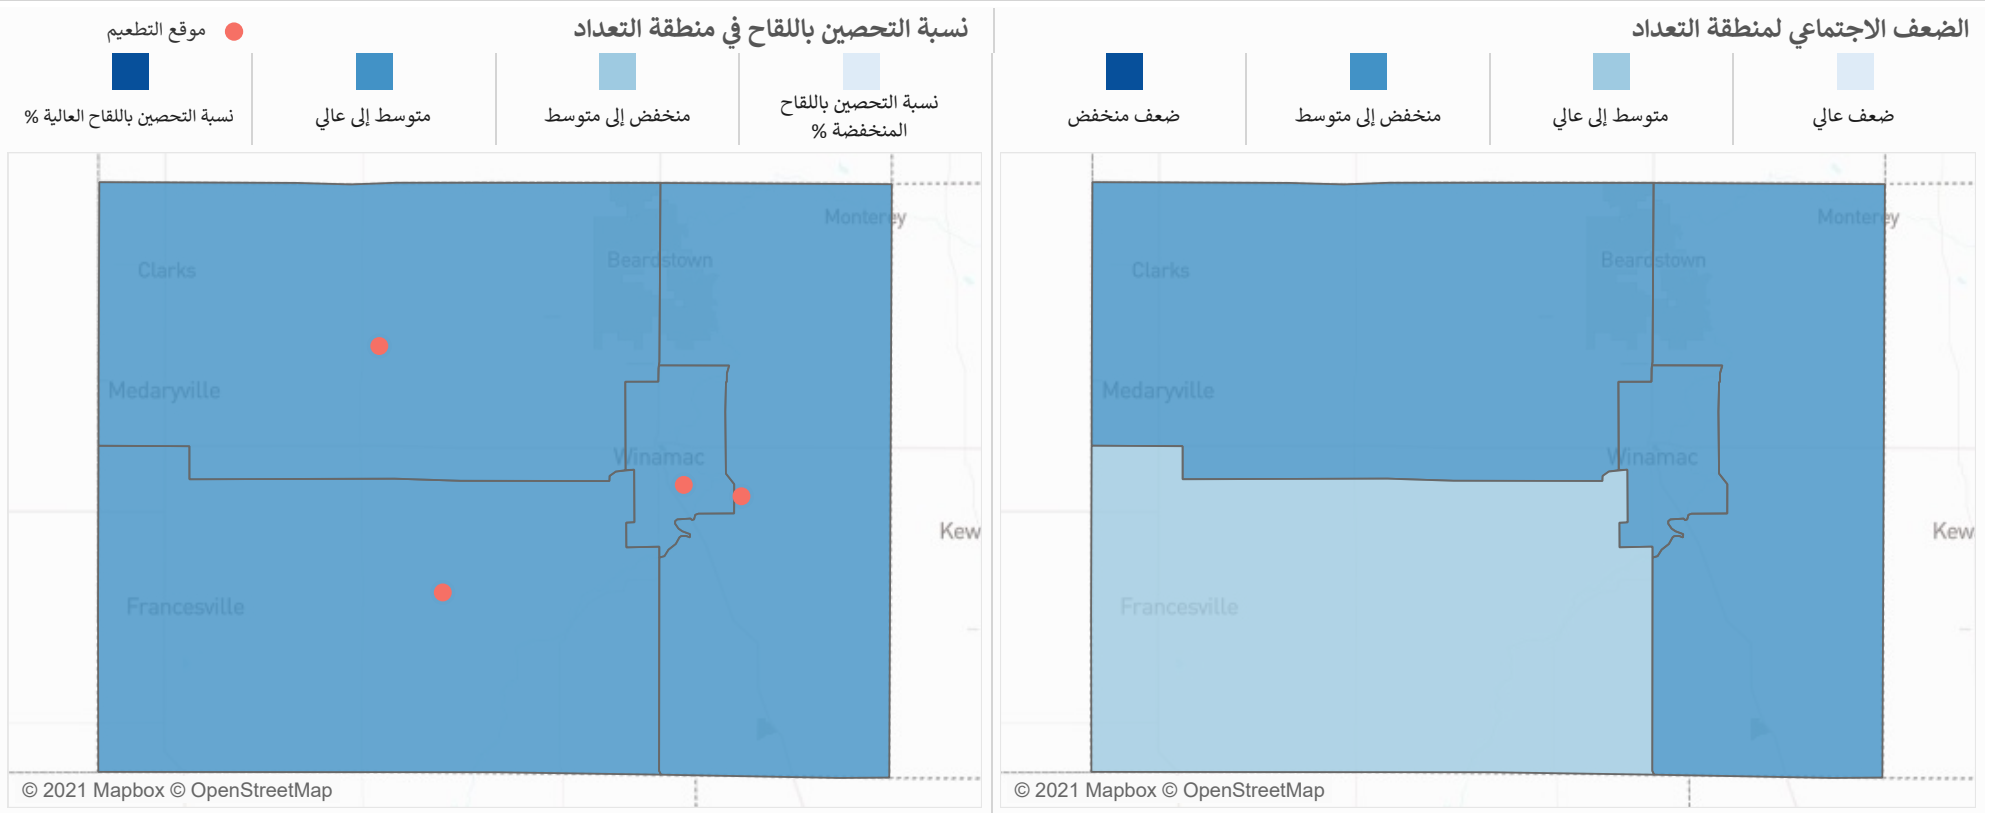 الضعف الاجتماعي لمنطقة التعداد
ضعف عالي
متوسط إلى عالي
منخفض إلى متوسط
ضعف منخفض
Monterey
Beardstown
Clarks
Medaryville
Winamac
Kew
Francesville
© 2021 Mapbox © OpenStreetMap
نسبة التحصين باللقاح في منطقة التعداد
موقع التطعيم
نسبة التحصين باللقاح
المنخفضة %
منخفض إلى متوسط
متوسط إلى عالي
نسبة التحصين باللقاح العالية %
Monterey
Beardstown
Clarks
Medaryville
Winamac
Kew
Francesville
© 2021 Mapbox © OpenStreetMap